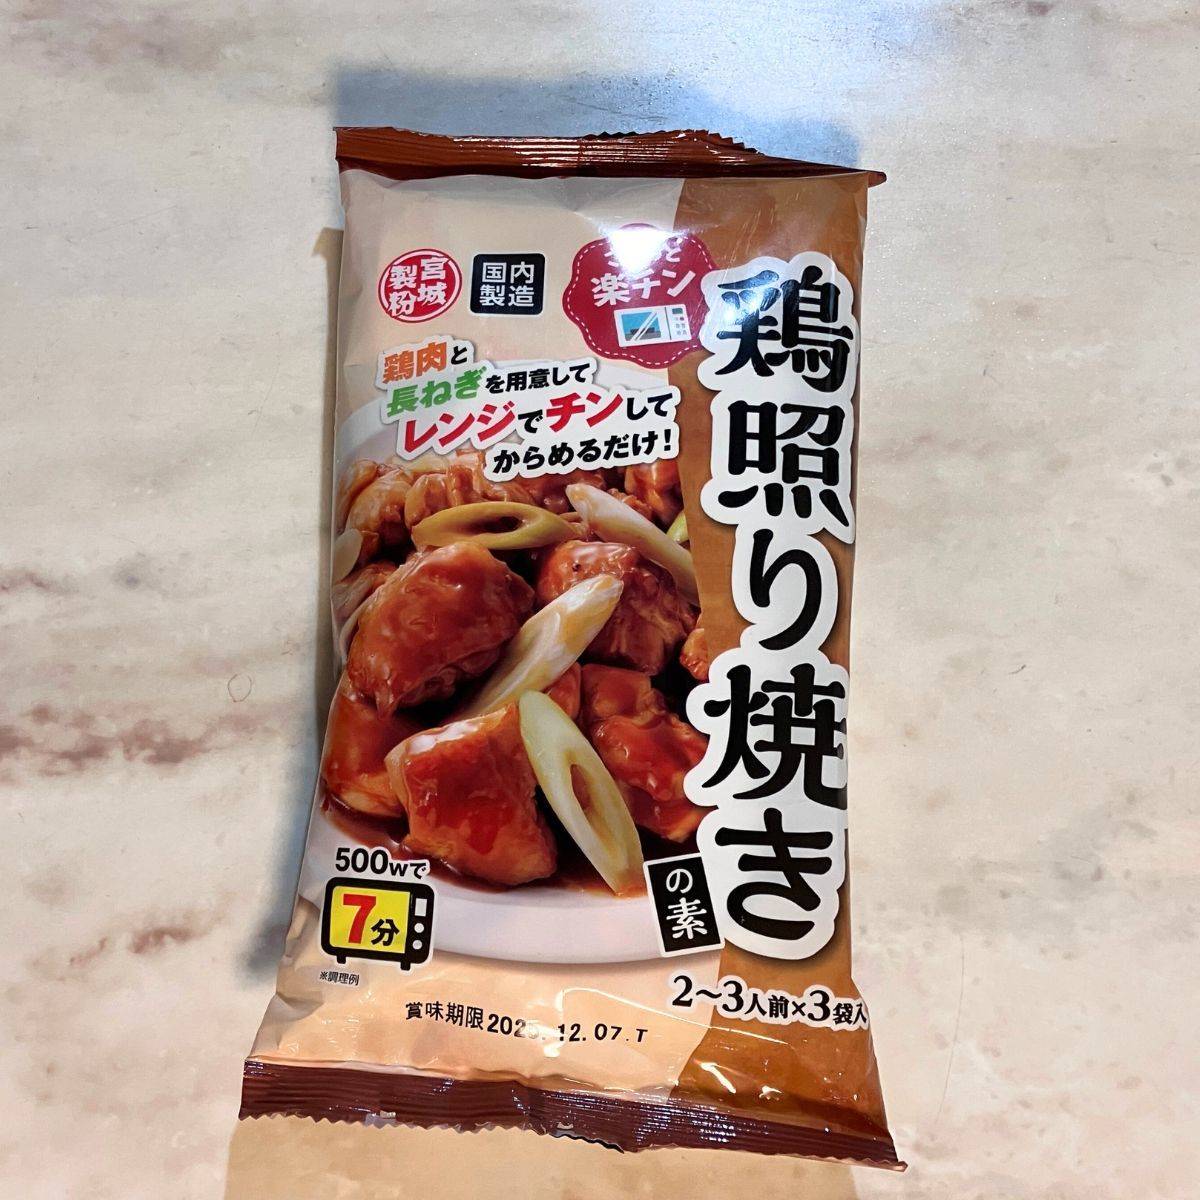 宮城
製粉
国内
製造
楽チン
鶏肉と
長ねぎを用意して
レンジでチンして
からめるだけ!
鶏照り焼き
の素
500wで
7分
※調理例
2〜3人前×3袋入
賞味期限 12.07.T